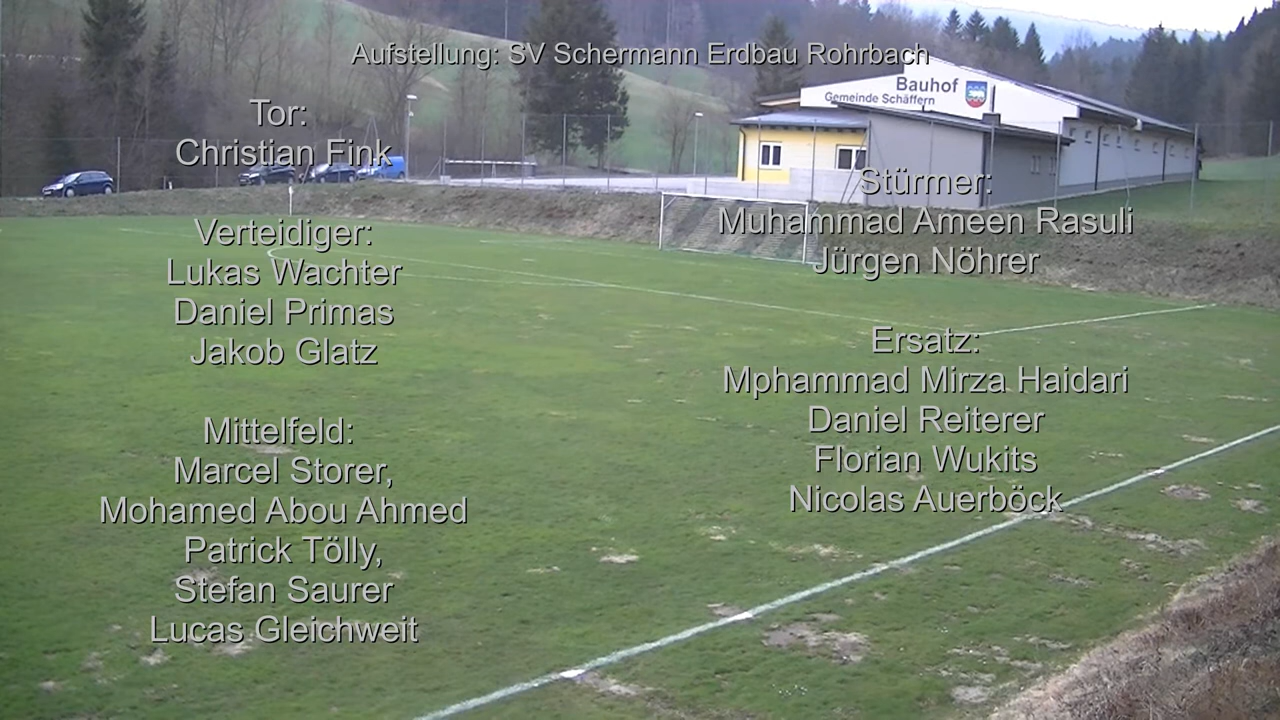 Aufstellung: SV Schermann Erdbau Rohrbach
Bauhof
Gemeinde Schäffern
Tor:
Christian Fink
Verteidiger:
Lukas Wachter
Daniel Primas
Jakob Glatz
Mittelfeld:
Marcel Storer,
Mohamed Abou Ahmed
Patrick Tölly,
Stefan Saurer
Lucas Gleichweit
Stürmer:
Muhammad Ameen Rasuli
Jürgen Nöhrer
Ersatz:
Mphammad Mirza Haidari
Daniel Reiterer
Florian Wukits
Nicolas Auerböck